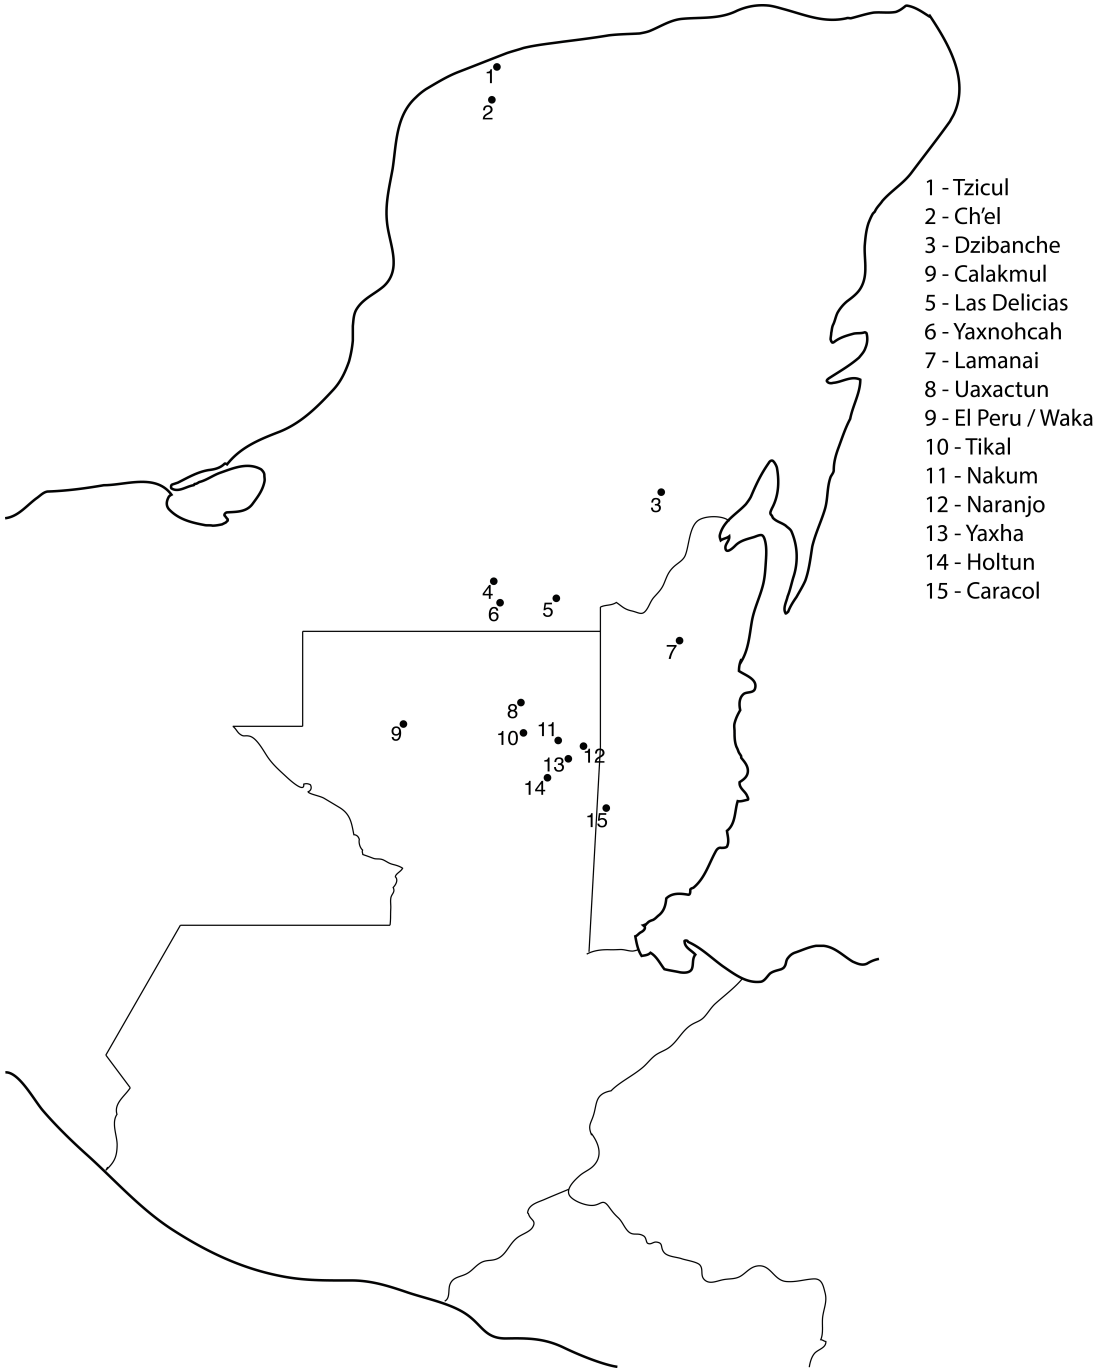 1
2
1 - Tzicul
2 - Ch'el
3 - Dzibanche
9 - Calakmul
5 - Las Delicias
6 - Yaxnohcah
7 - Lamanai
8 - Uaxactun
9 - El Peru / Waka
10 - Tikal
11 - Nakum
12 - Naranjo
13 - Yaxha
14 - Holtun
15 - Caracol
3
4
5
6
7
8
9
10
11
12
13
14
15